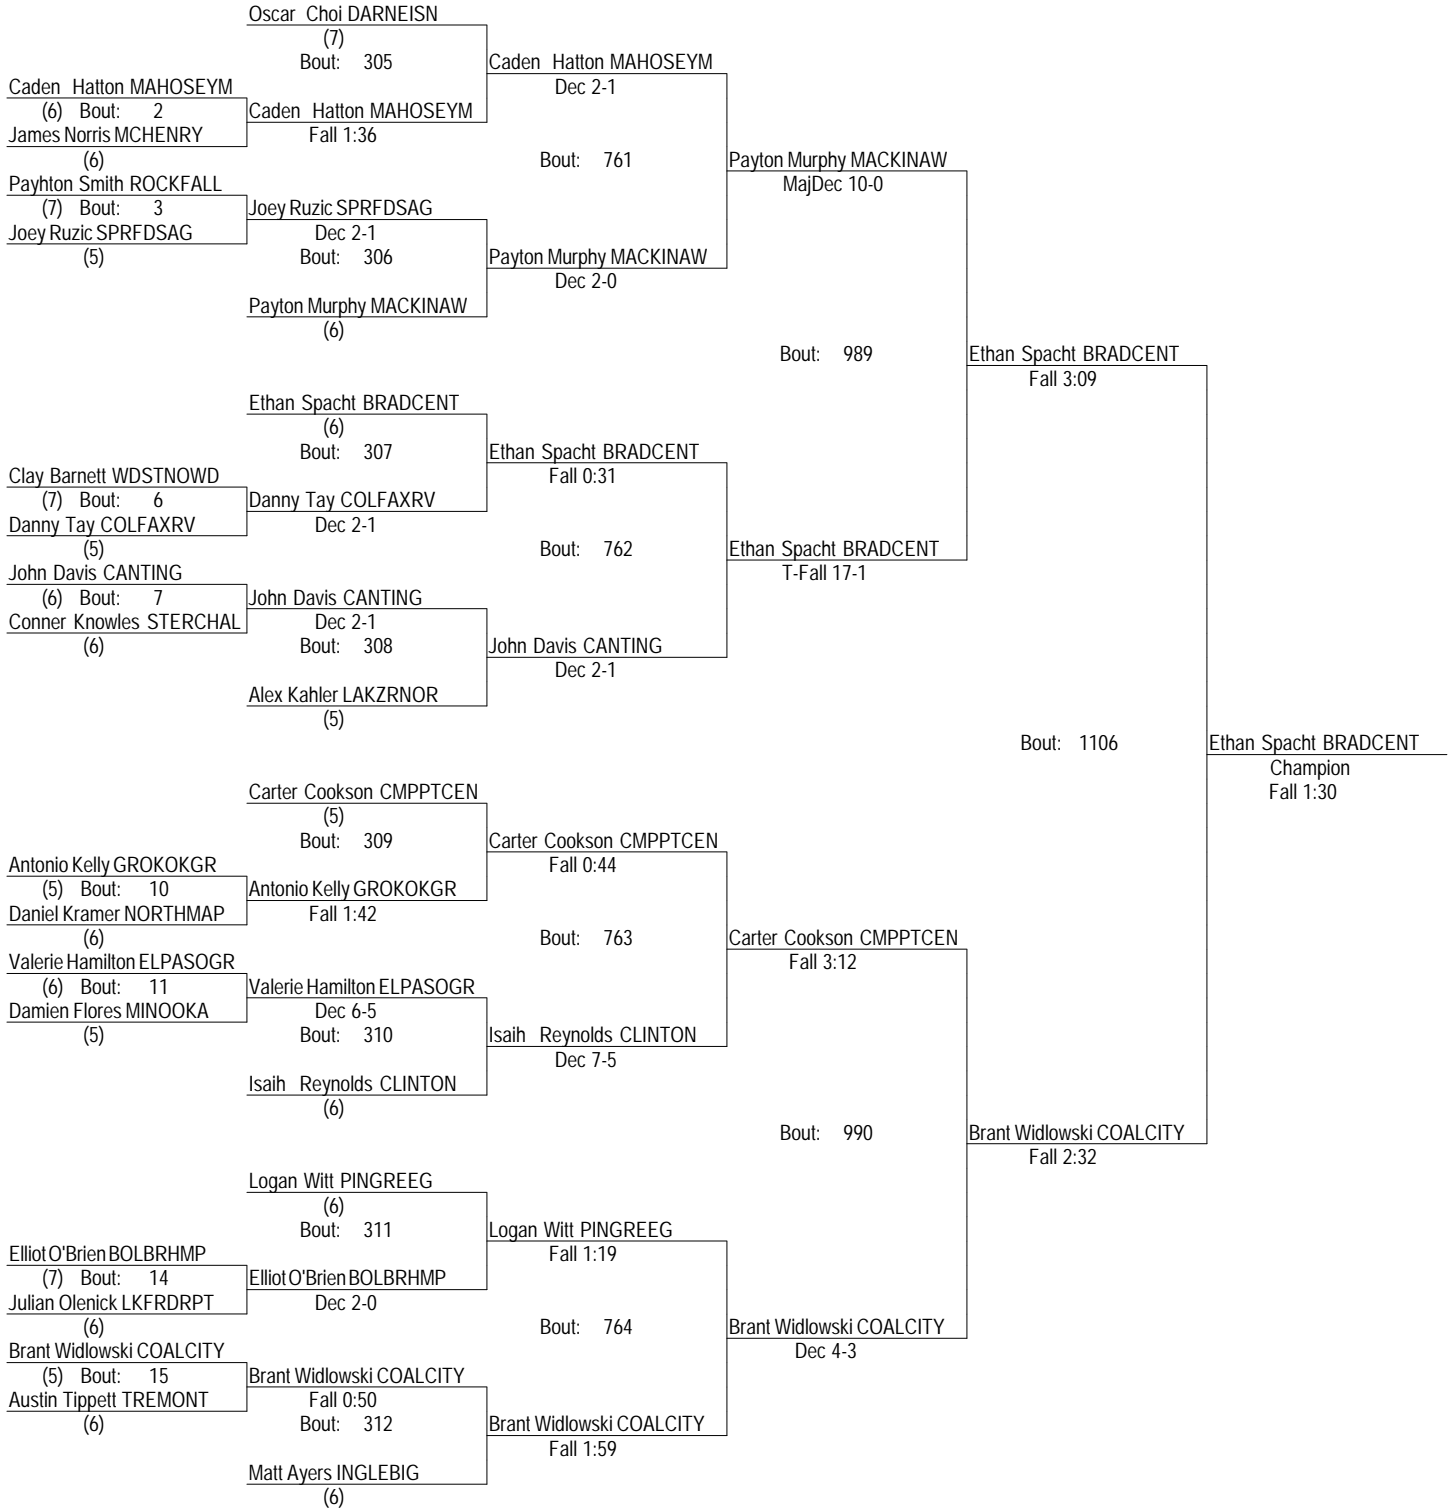 Oscar Choi DARNEISN
(7)
Bout: 305
Caden Hatton MAHOSEYM
Dec 2-1
Caden Hatton MAHOSEYM
(6) Bout: 2
Caden Hatton MAHOSEYM
James Norris MCHENRY
Fall 1:36
(6)
Bout: 761
Payton Murphy MACKINAW
Payhton Smith ROCKFALL
MajDec 10-0
(7) Bout: 3
Joey Ruzic SPRFDSAG
Joey Ruzic SPRFDSAG
Dec 2-1
(5)
Bout: 306
Payton Murphy MACKINAW
Dec 2-0
Payton Murphy MACKINAW
(6)
Bout: 989
Ethan Spacht BRADCENT
Fall 3:09
Ethan Spacht BRADCENT
(6)
Bout: 307
Ethan Spacht BRADCENT
Fall 0:31
Clay Barnett WDSTNOWD
(7) Bout: 6
Danny Tay COLFAXRV
Danny Tay COLFAXRV
Dec 2-1
(5)
Bout: 762
Ethan Spacht BRADCENT
John Davis CANTING
T-Fall 17-1
(6) Bout: 7
John Davis CANTING
Conner Knowles STERCHAL
Dec 2-1
(6)
Bout: 308
John Davis CANTING
Dec 2-1
Alex Kahler LAKZRNOR
(5)
Bout: 1106
Ethan Spacht BRADCENT
Champion
Fall 1:30
Carter Cookson CMPPTCEN
(5)
Bout: 309
Carter Cookson CMPPTCEN
Fall 0:44
Antonio Kelly GROKOKGR
(5) Bout: 10
Antonio Kelly GROKOKGR
Daniel Kramer NORTHMAP
Fall 1:42
(6)
Bout: 763
Carter Cookson CMPPTCEN
Valerie Hamilton ELPASOGR
Fall 3:12
(6) Bout: 11
Valerie Hamilton ELPASOGR
Damien Flores MINOOKA
Dec 6-5
(5)
Bout: 310
Isaih Reynolds CLINTON
Dec 7-5
Isaih Reynolds CLINTON
(6)
Bout: 990
Brant Widlowski COALCITY
Fall 2:32
Logan Witt PINGREEG
(6)
Bout: 311
Logan Witt PINGREEG
Fall 1:19
Elliot O'Brien BOLBRHMP
(7) Bout: 14
Elliot O'Brien BOLBRHMP
Julian Olenick LKFRDRPT
Dec 2-0
(6)
Bout: 764
Brant Widlowski COALCITY
Brant Widlowski COALCITY
Dec 4-3
(5) Bout: 15
Brant Widlowski COALCITY
Austin Tippett TREMONT
Fall 0:50
(6)
Bout: 312
Brant Widlowski COALCITY
Fall 1:59
Matt Ayers INGLEBIG
(6)